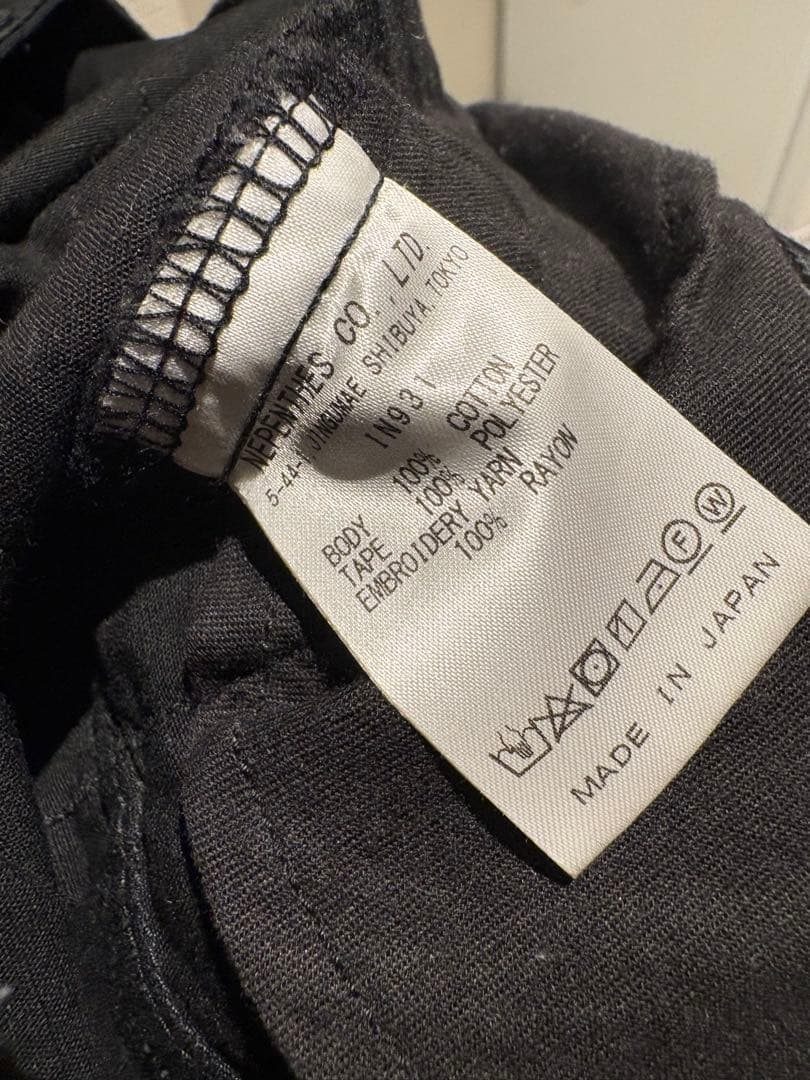 NEPENTHES CO., LTD.
5-44-1 JINGUMAE SHIBUYA, TOKYO
IN931
BODY 100% COTTON
TAPE 100% POLYESTER
EMBROIDERY YARN
100% RAYON
F W
MADE IN JAPAN